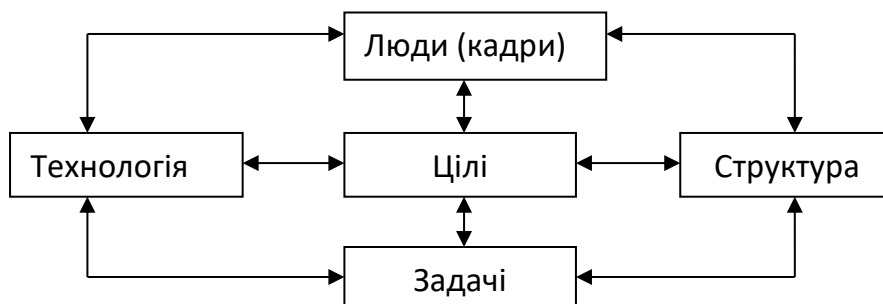 Люди (кадри)
Технологія
Цілі
Структура
Задачі